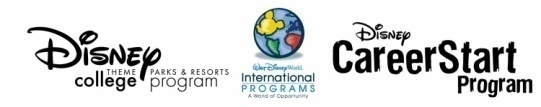 Disney
THEME PARKS & RESORTS
college program
Walt Disney World
International
PROGRAMS
A World of Opportunity
Disney
CareerStart
Program